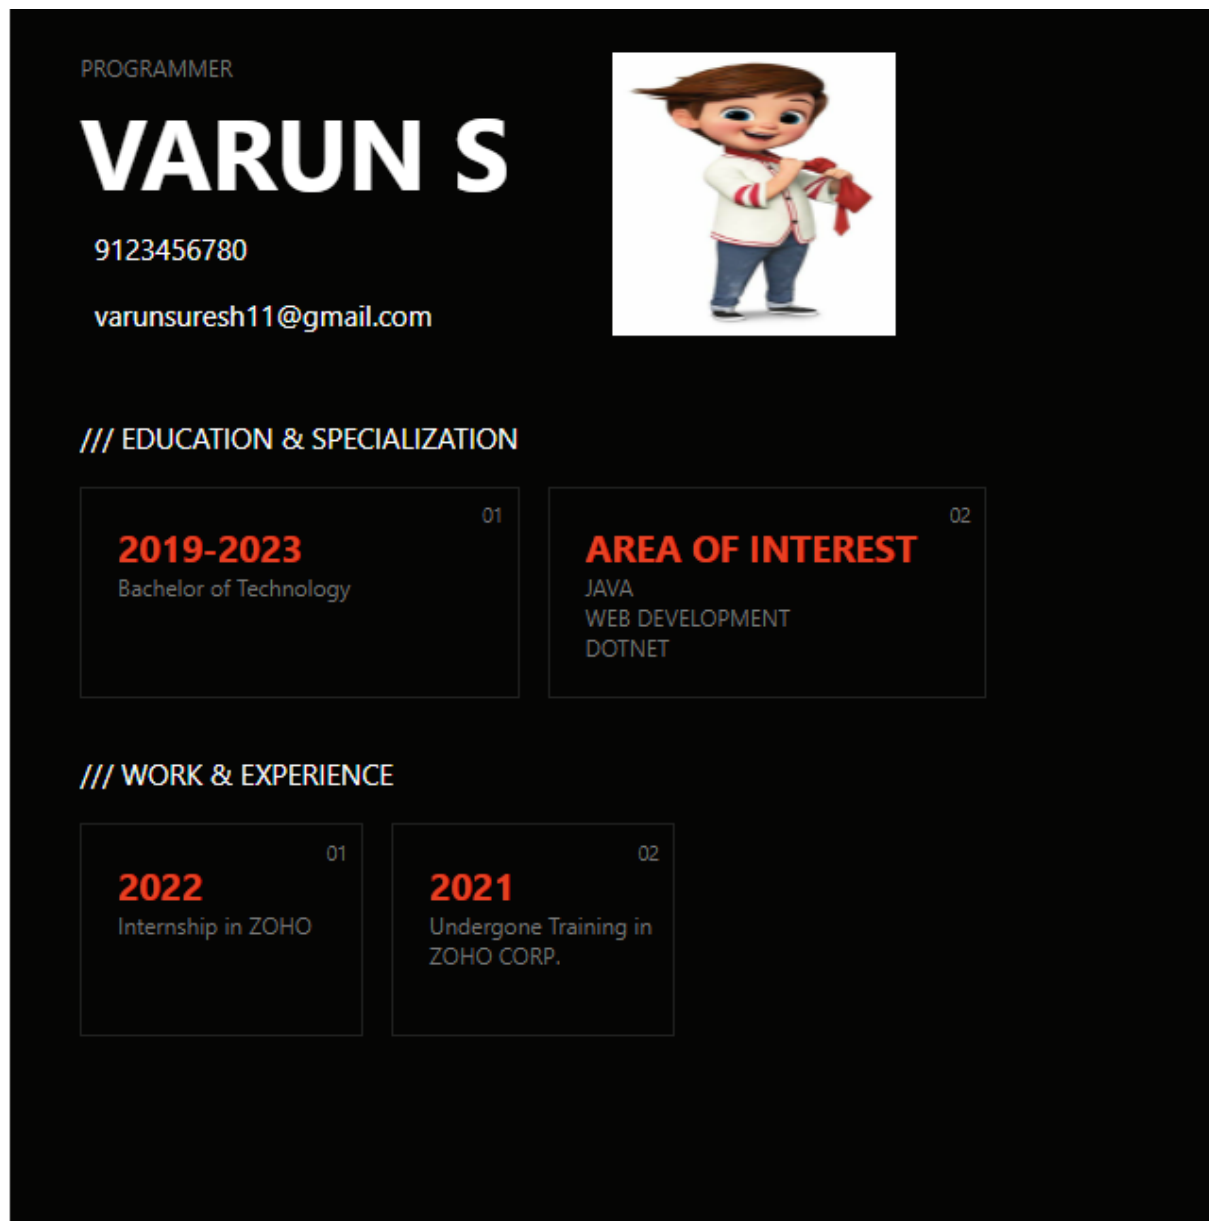 PROGRAMMER
VARUN S
9123456780
varunsuresh11@gmail.com
/// EDUCATION & SPECIALIZATION
01
2019-2023
Bachelor of Technology
02
AREA OF INTEREST
JAVA
WEB DEVELOPMENT
DOTNET
/// WORK & EXPERIENCE
01
2022
Internship in ZOHO
02
2021
Undergone Training in
ZOHO CORP.